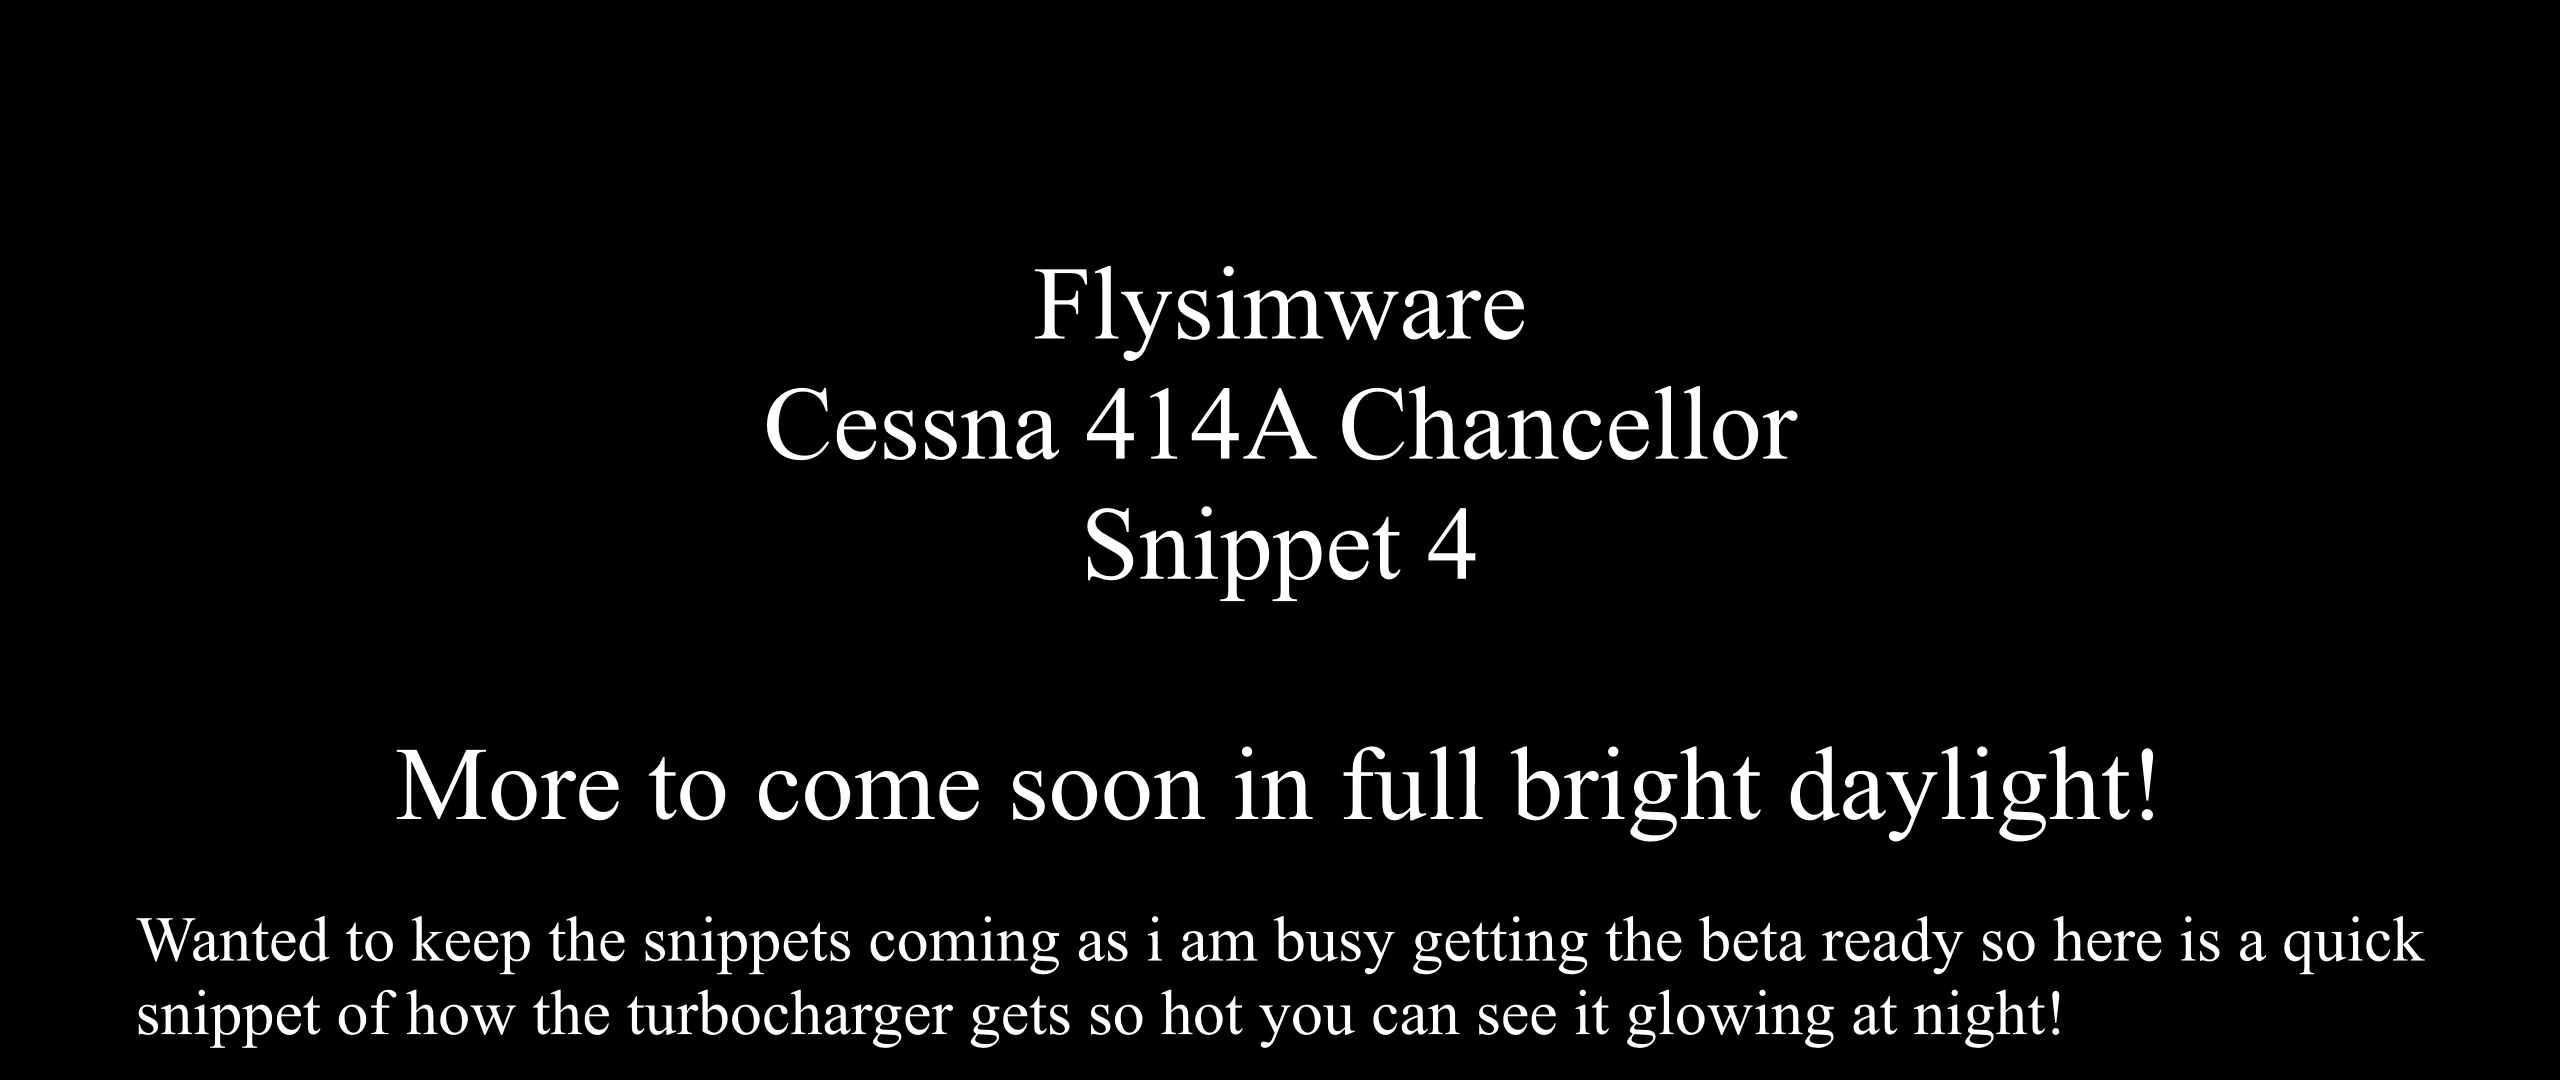 Flysimware
Cessna 414A Chancellor
Snippet 4
More to come soon in full bright daylight!
Wanted to keep the snippets coming as i am busy getting the beta ready so here is a quick
snippet of how the turbocharger gets so hot you can see it glowing at night!